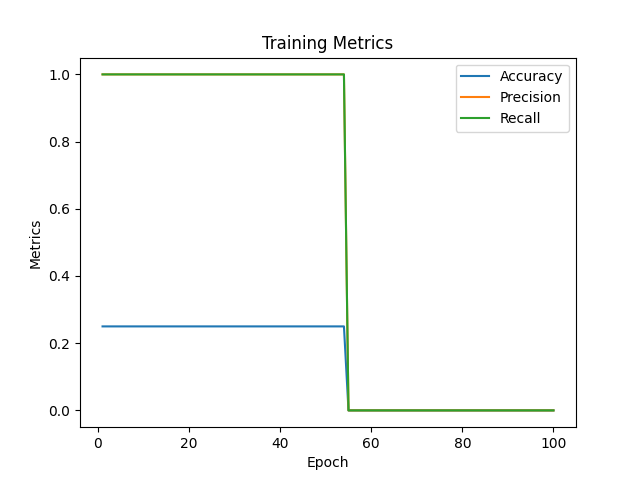 Training Metrics
Accuracy
Precision
Recall
1.0
0.8
0.6
0.4
0.2
0.0
Metrics
0 20 40 60 80 100
Epoch